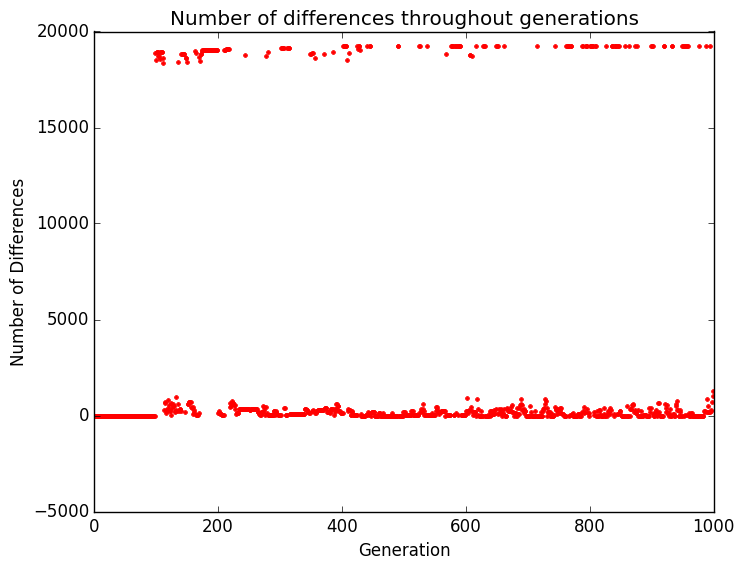 Number of differences throughout generations
20000
15000
10000
5000
0
−5000
Number of Differences
0 200 400 600 800 1000
Generation